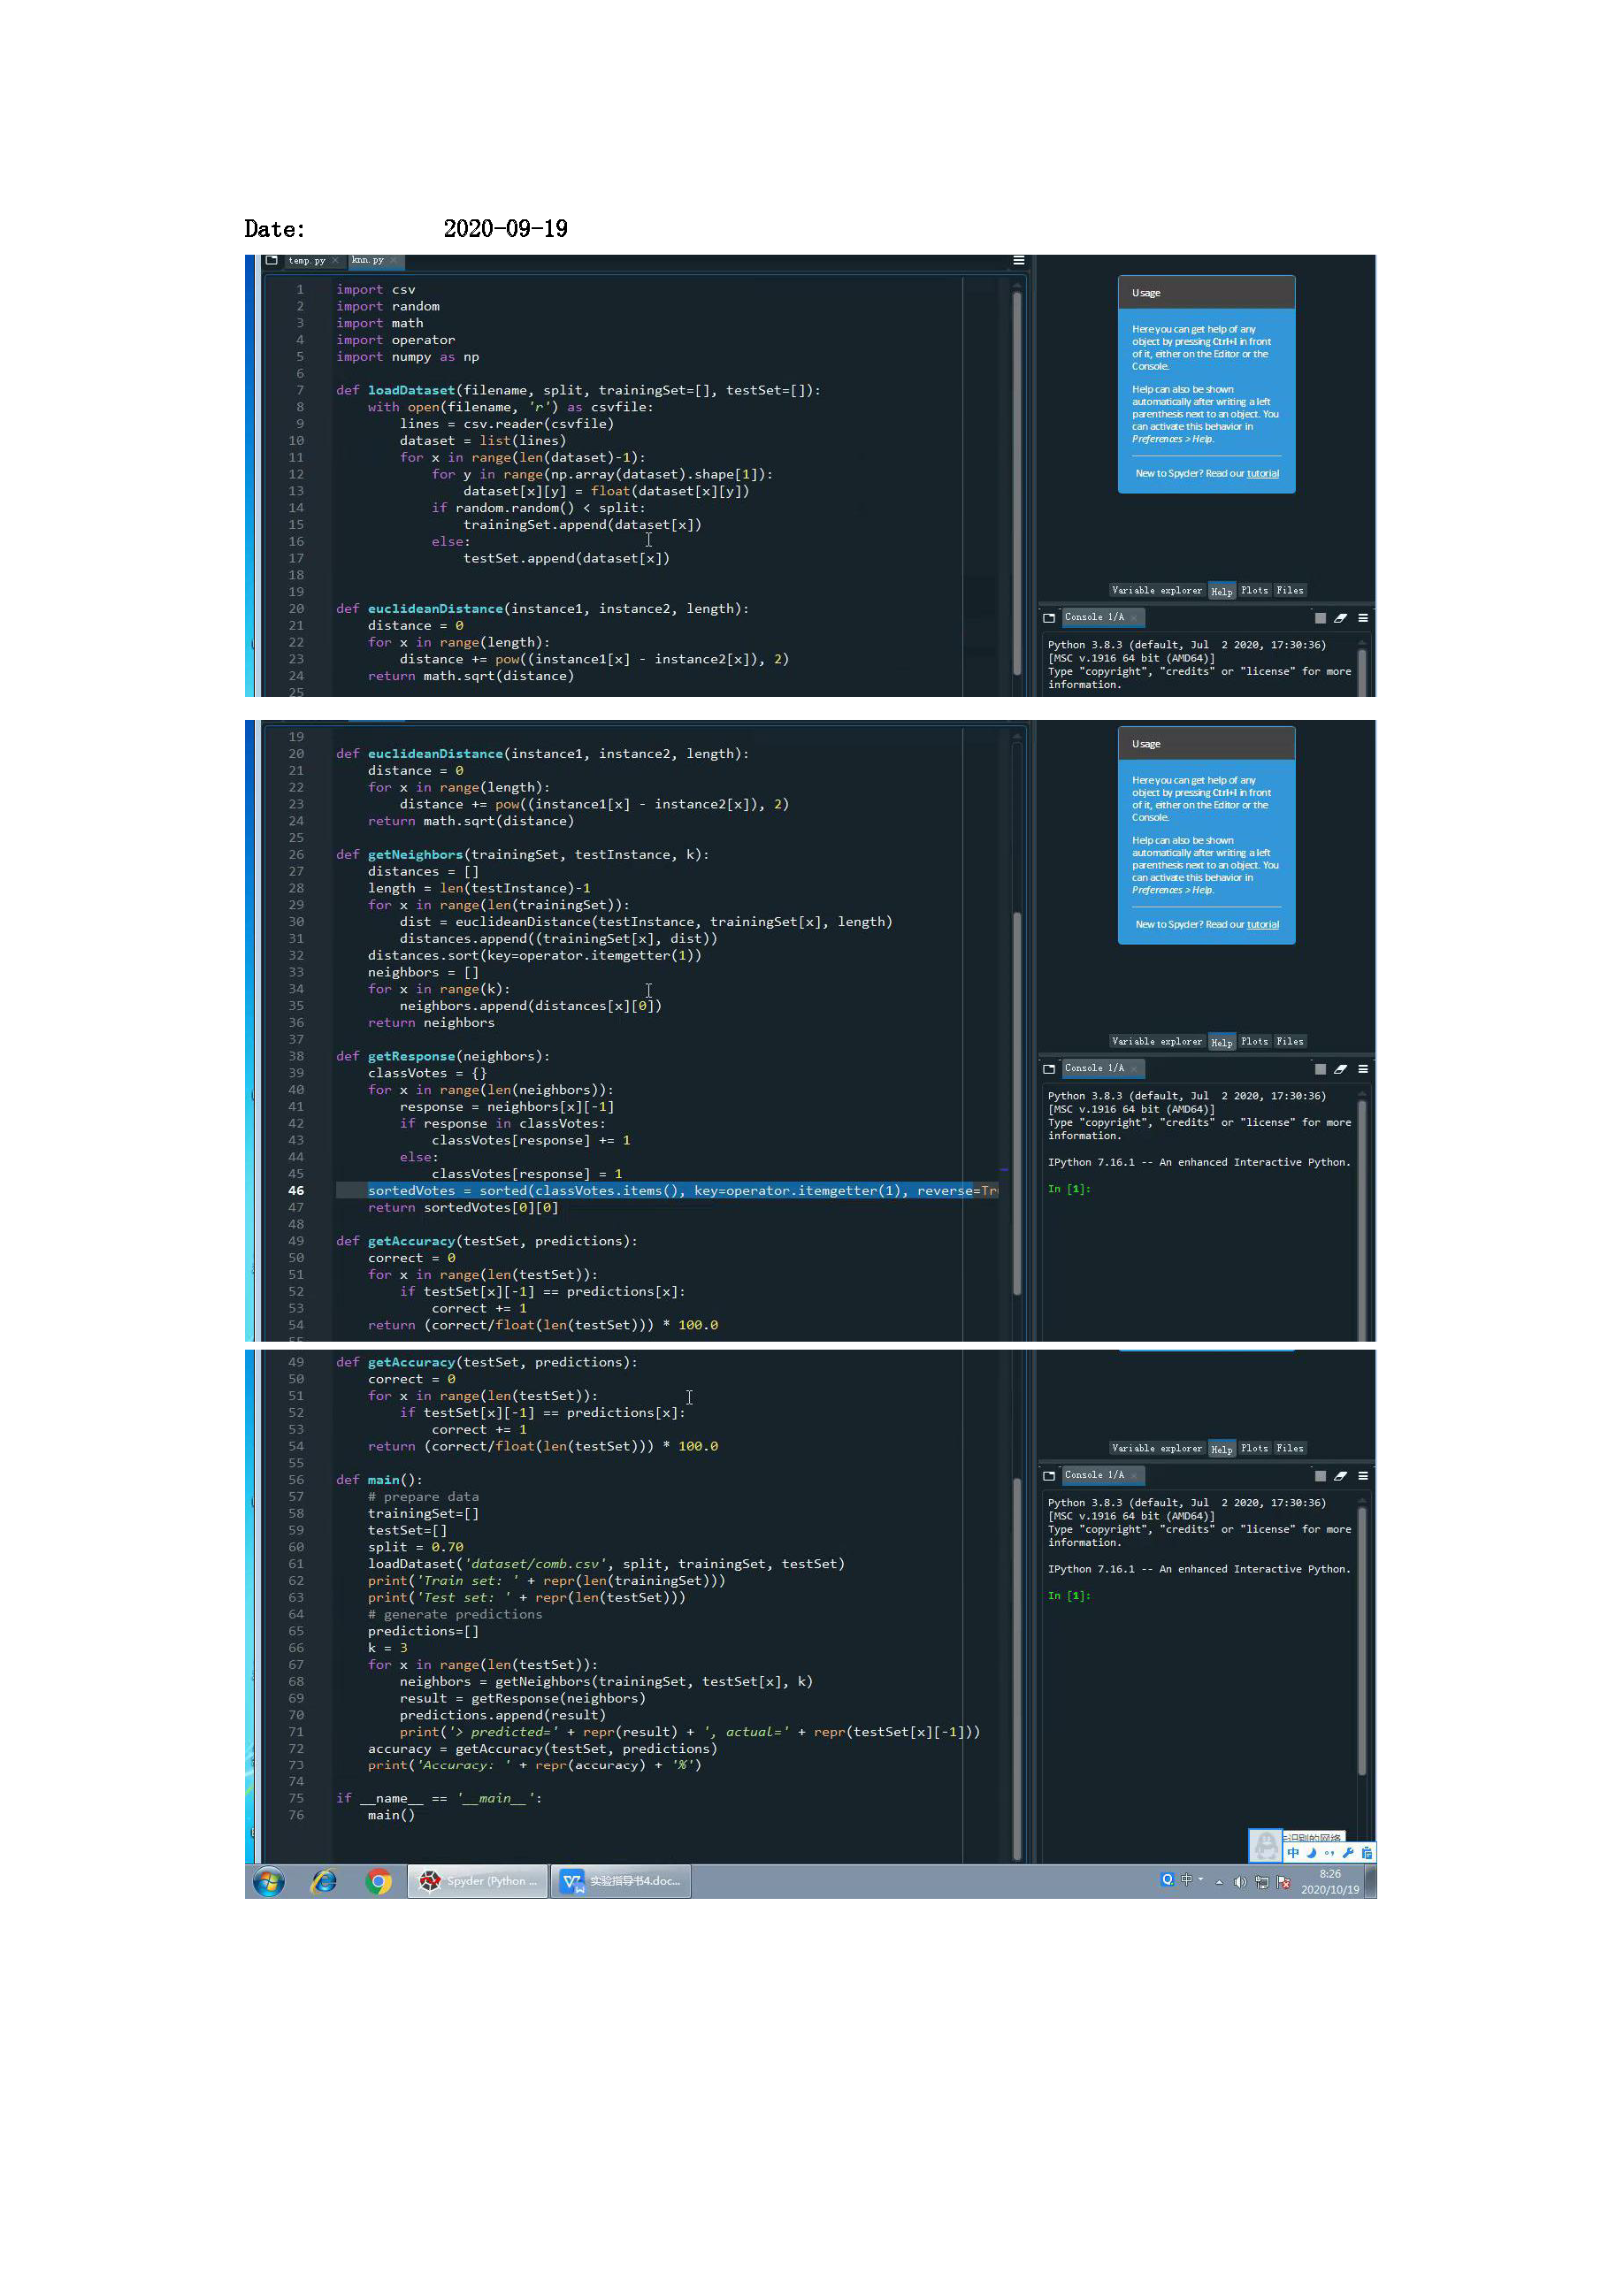 Date: 2020-09-19
temp.py × knn.py ×
1 import csv
2 import random
3 import math
4 import operator
5 import numpy as np
6
7 def loadDataset(filename, split, trainingSet=[], testSet=[]):
8     with open(filename, 'r') as csvfile:
9         lines = csv.reader(csvfile)
10         dataset = list(lines)
11         for x in range(len(dataset)-1):
12             for y in range(np.array(dataset).shape[1]):
13                 dataset[x][y] = float(dataset[x][y])
14             if random.random() < split:
15                 trainingSet.append(dataset[x])
16             else:
17                 testSet.append(dataset[x])
18
19
20 def euclideanDistance(instance1, instance2, length):
21     distance = 0
22     for x in range(length):
23         distance += pow((instance1[x] - instance2[x]), 2)
24     return math.sqrt(distance)
25
Usage
Here you can get help of any
object by pressing Ctrl+I in front
of it, either on the Editor or the
Console.
Help can also be shown
automatically after writing a left
parenthesis next to an object. You
can activate this behavior in
Preferences > Help.
New to Spyder? Read our tutorial
Variable explorer Help Plots Files
Console 1/A
Python 3.8.3 (default, Jul  2 2020, 17:30:36)
[MSC v.1916 64 bit (AMD64)]
Type "copyright", "credits" or "license" for more
information.
19
20 def euclideanDistance(instance1, instance2, length):
21     distance = 0
22     for x in range(length):
23         distance += pow((instance1[x] - instance2[x]), 2)
24     return math.sqrt(distance)
25
26 def getNeighbors(trainingSet, testInstance, k):
27     distances = []
28     length = len(testInstance)-1
29     for x in range(len(trainingSet)):
30         dist = euclideanDistance(testInstance, trainingSet[x], length)
31         distances.append((trainingSet[x], dist))
32     distances.sort(key=operator.itemgetter(1))
33     neighbors = []
34     for x in range(k):
35         neighbors.append(distances[x][0])
36     return neighbors
37
38 def getResponse(neighbors):
39     classVotes = {}
40     for x in range(len(neighbors)):
41         response = neighbors[x][-1]
42         if response in classVotes:
43             classVotes[response] += 1
44         else:
45             classVotes[response] = 1
46     sortedVotes = sorted(classVotes.items(), key=operator.itemgetter(1), reverse=Tr
47     return sortedVotes[0][0]
48
49 def getAccuracy(testSet, predictions):
50     correct = 0
51     for x in range(len(testSet)):
52         if testSet[x][-1] == predictions[x]:
53             correct += 1
54     return (correct/float(len(testSet))) * 100.0
55
Usage
Here you can get help of any
object by pressing Ctrl+I in front
of it, either on the Editor or the
Console.
Help can also be shown
automatically after writing a left
parenthesis next to an object. You
can activate this behavior in
Preferences > Help.
New to Spyder? Read our tutorial
Variable explorer Help Plots Files
Console 1/A
Python 3.8.3 (default, Jul  2 2020, 17:30:36)
[MSC v.1916 64 bit (AMD64)]
Type "copyright", "credits" or "license" for more
information.
IPython 7.16.1 -- An enhanced Interactive Python.
In [1]:
49 def getAccuracy(testSet, predictions):
50     correct = 0
51     for x in range(len(testSet)):
52         if testSet[x][-1] == predictions[x]:
53             correct += 1
54     return (correct/float(len(testSet))) * 100.0
55
56 def main():
57     # prepare data
58     trainingSet=[]
59     testSet=[]
60     split = 0.70
61     loadDataset('dataset/comb.csv', split, trainingSet, testSet)
62     print('Train set: ' + repr(len(trainingSet)))
63     print('Test set: ' + repr(len(testSet)))
64     # generate predictions
65     predictions=[]
66     k = 3
67     for x in range(len(testSet)):
68         neighbors = getNeighbors(trainingSet, testSet[x], k)
69         result = getResponse(neighbors)
70         predictions.append(result)
71         print('> predicted=' + repr(result) + ', actual=' + repr(testSet[x][-1]))
72     accuracy = getAccuracy(testSet, predictions)
73     print('Accuracy: ' + repr(accuracy) + '%')
74
75 if __name__ == '__main__':
76     main()
Variable explorer Help Plots Files
Console 1/A
Python 3.8.3 (default, Jul  2 2020, 17:30:36)
[MSC v.1916 64 bit (AMD64)]
Type "copyright", "credits" or "license" for more
information.
IPython 7.16.1 -- An enhanced Interactive Python.
In [1]:
识别的网络
中
Spyder (Python ...
实验指导书4.doc...
中
8:26
2020/10/19